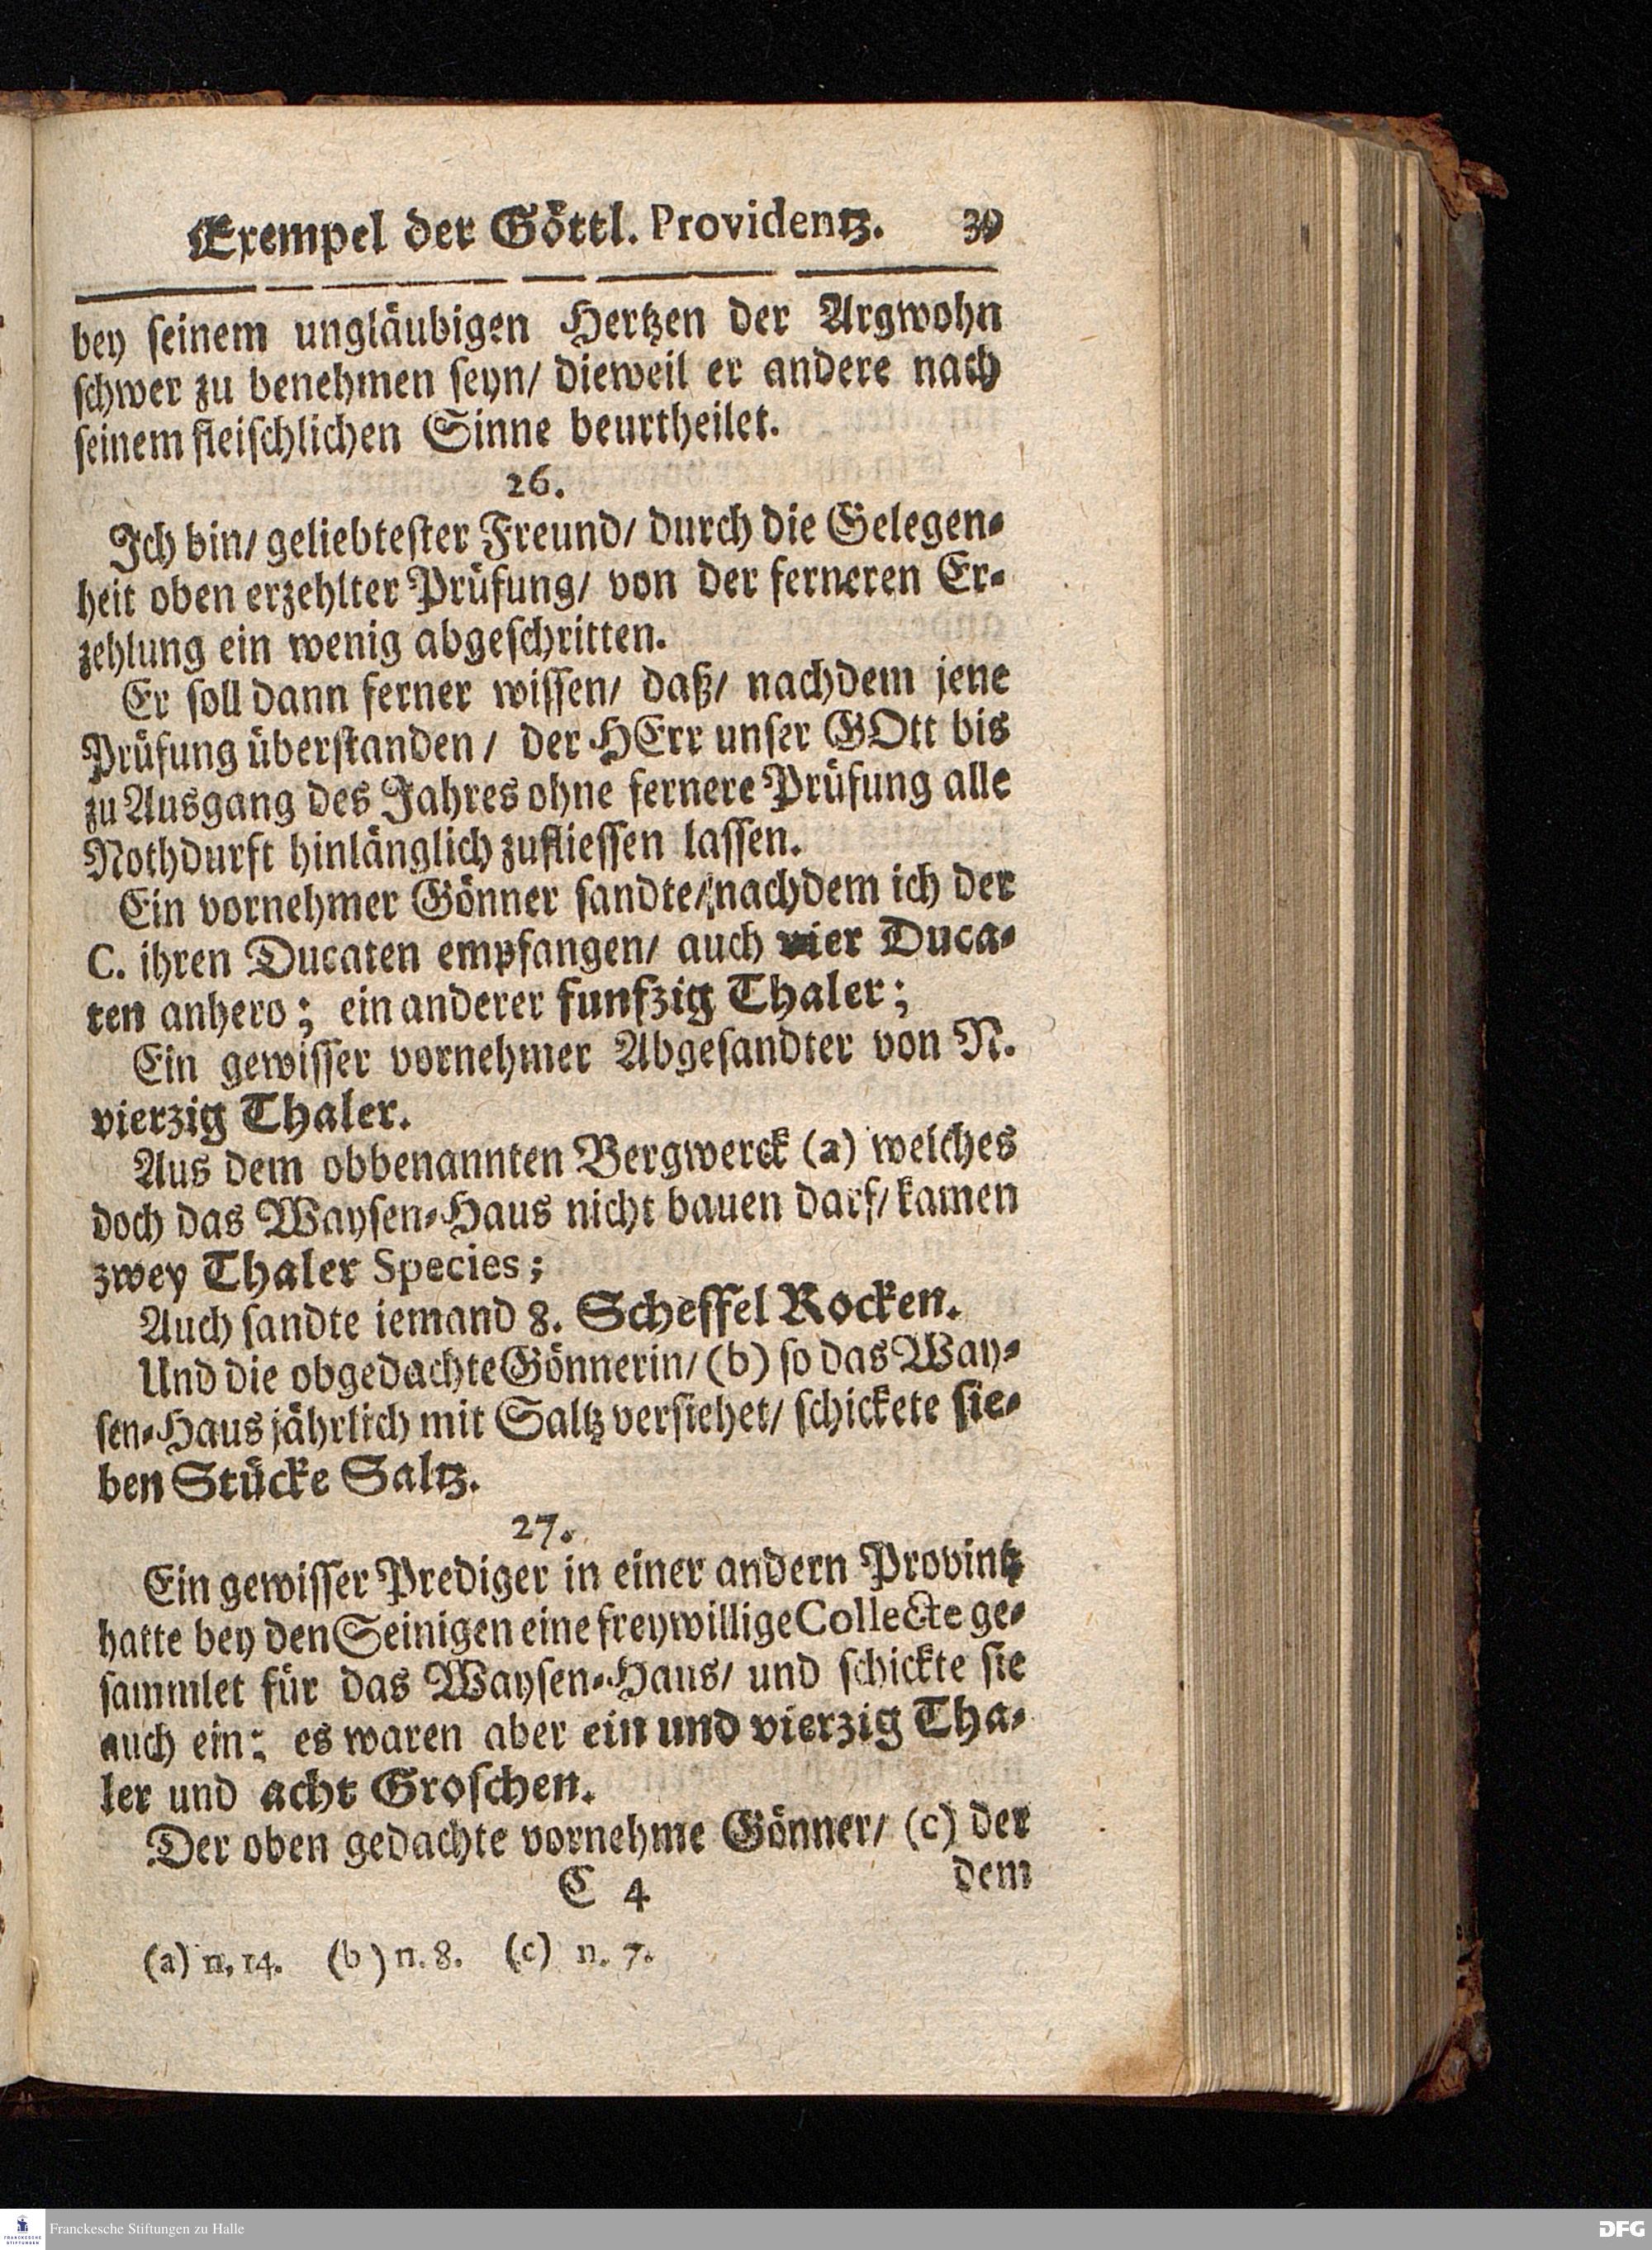 Exempel der Göttl. Providentz. 39
bey seinem ungläubigen Hertzen der Argwohn
schwer zu benehmen seyn/ dieweil er andere nach
seinem fleischlichen Sinne beurtheilet.
26.
Ich bin/ geliebtester Freund/ durch die Gelegen-
heit oben erzehlter Prüfung/ von der ferneren Er-
zehlung ein wenig abgeschritten.
Er soll dann ferner wissen/ daß/ nachdem jene
Prüfung überstanden/ der HErr unser GOtt bis
zu Ausgang des Jahres ohne fernere Prüfung alle
Nothdurft hinlänglich zufliessen lassen.
Ein vornehmer Gönner sandte/ nachdem ich der
C. ihren Ducaten empfangen/ auch vier Duca-
ten anhero; ein anderer funfzig Thaler;
Ein gewisser vornehmer Abgesandter von N.
vierzig Thaler.
Aus dem obbenannten Bergwerck (a) welches
doch das Waysen-Haus nicht bauen darf/ kamen
zwey Thaler Species;
Auch sandte iemand 8. Scheffel Rocken.
Und die obgedachte Gönnerin/ (b) so das Way-
sen-Haus jährlich mit Saltz versiehet/ schickete sie-
ben Stücke Saltz.
27.
Ein gewisser Prediger in einer andern Provintz
hatte bey den Seinigen eine freywillige Collecte ge-
sammlet für das Waysen-Haus/ und schickte sie
auch ein; es waren aber ein und vierzig Tha-
ler und acht Groschen.
Der oben gedachte vornehme Gönner/ (c) der
C 4 dem
(a) n. 14. (b) n. 8. (c) n. 7.
FRANCKESCHE
STIFTUNGEN
Franckesche Stiftungen zu Halle
DFG